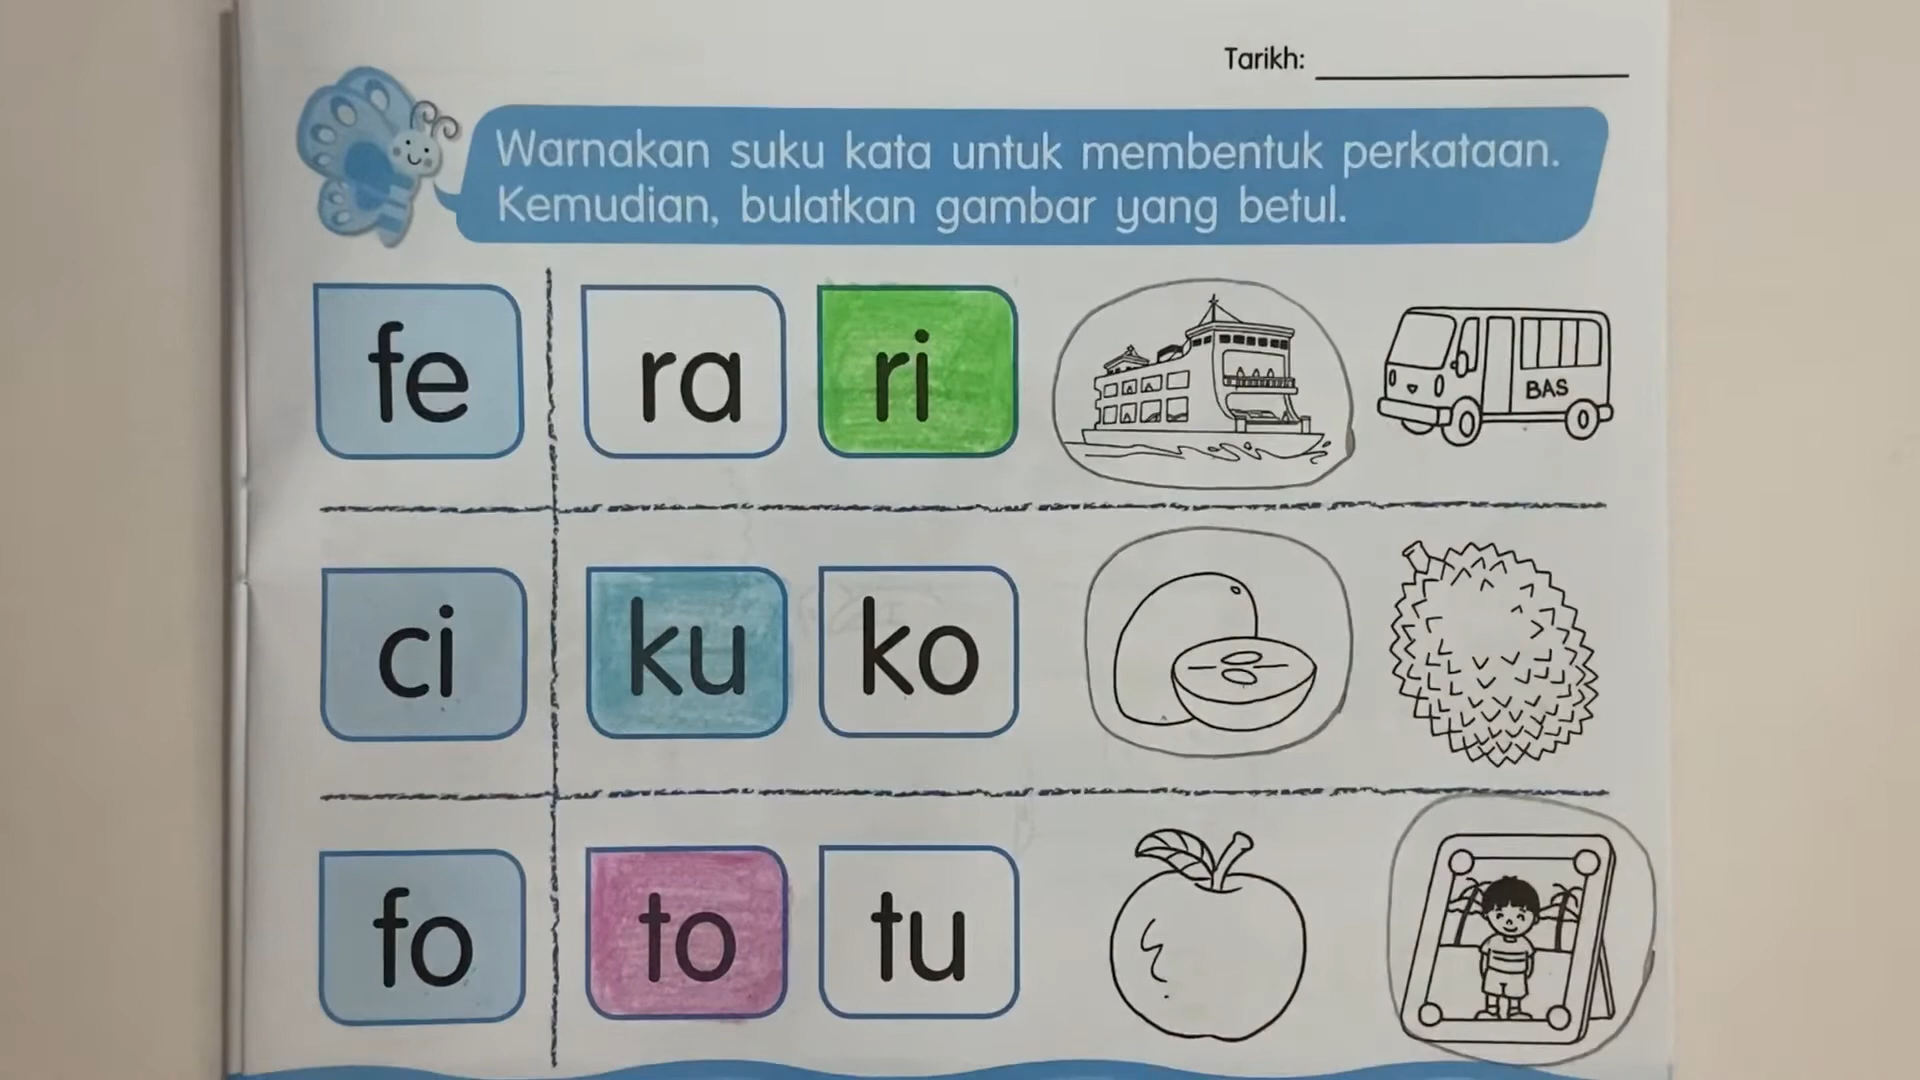 Tarikh:
Warnakan suku kata untuk membentuk perkataan.
Kemudian, bulatkan gambar yang betul.
fe ra ri
BAS
ci ku ko
fo to tu